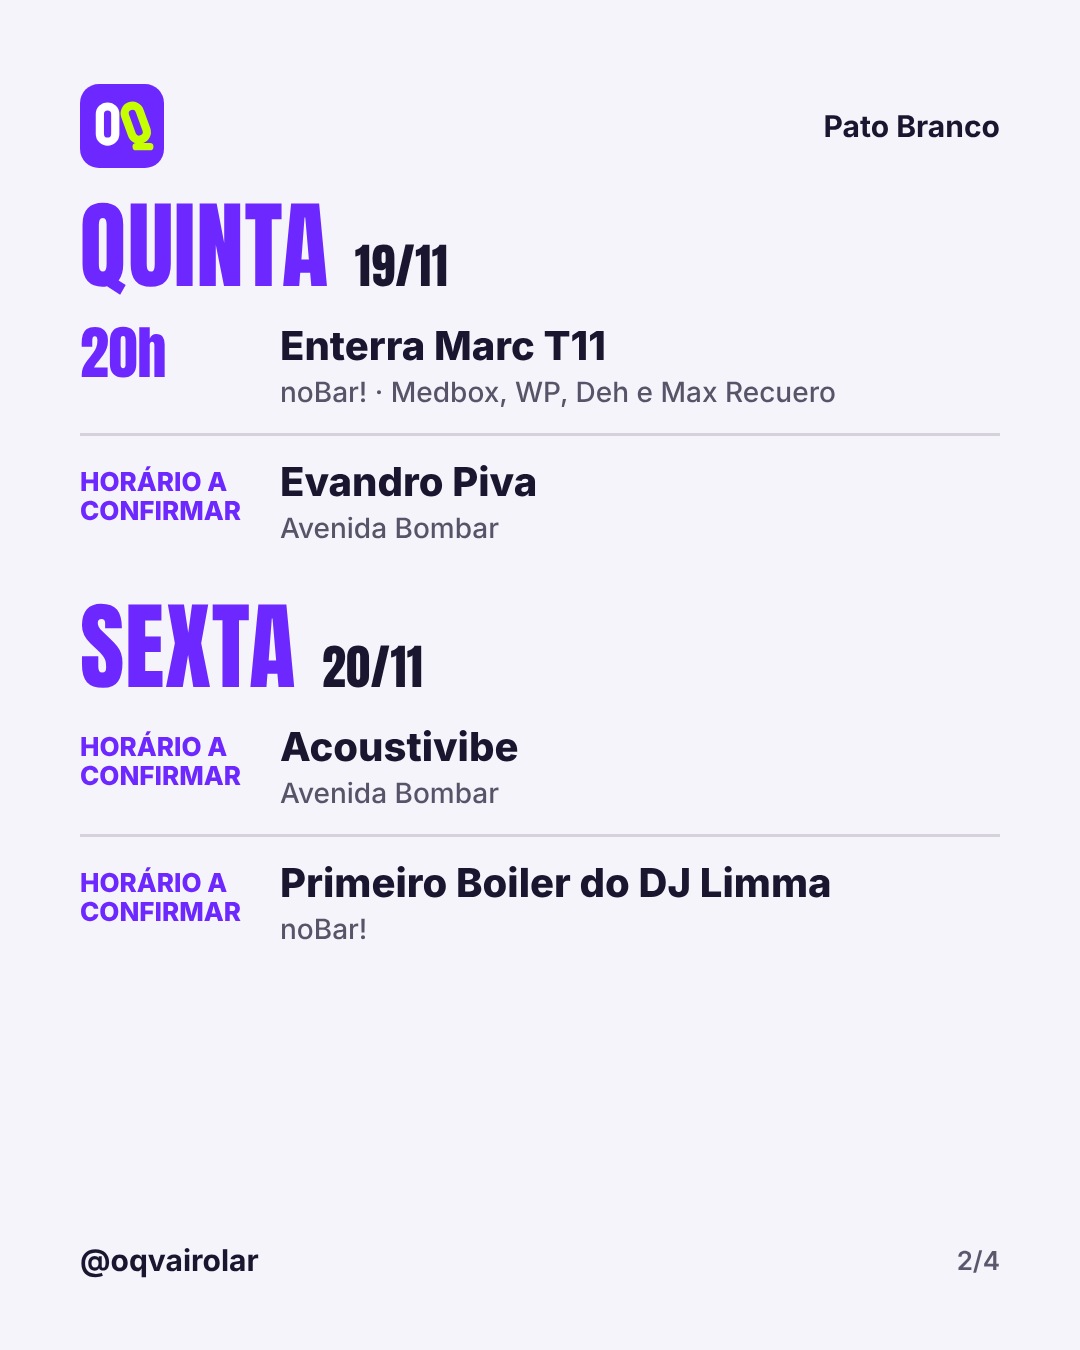 OQ
Pato Branco
QUINTA 19/11
20h
Enterra Marc T11
noBar! · Medbox, WP, Deh e Max Recuero
HORÁRIO A
CONFIRMAR
Evandro Piva
Avenida Bombar
SEXTA 20/11
HORÁRIO A
CONFIRMAR
Acoustivibe
Avenida Bombar
HORÁRIO A
CONFIRMAR
Primeiro Boiler do DJ Limma
noBar!
@oqvairolar
2/4